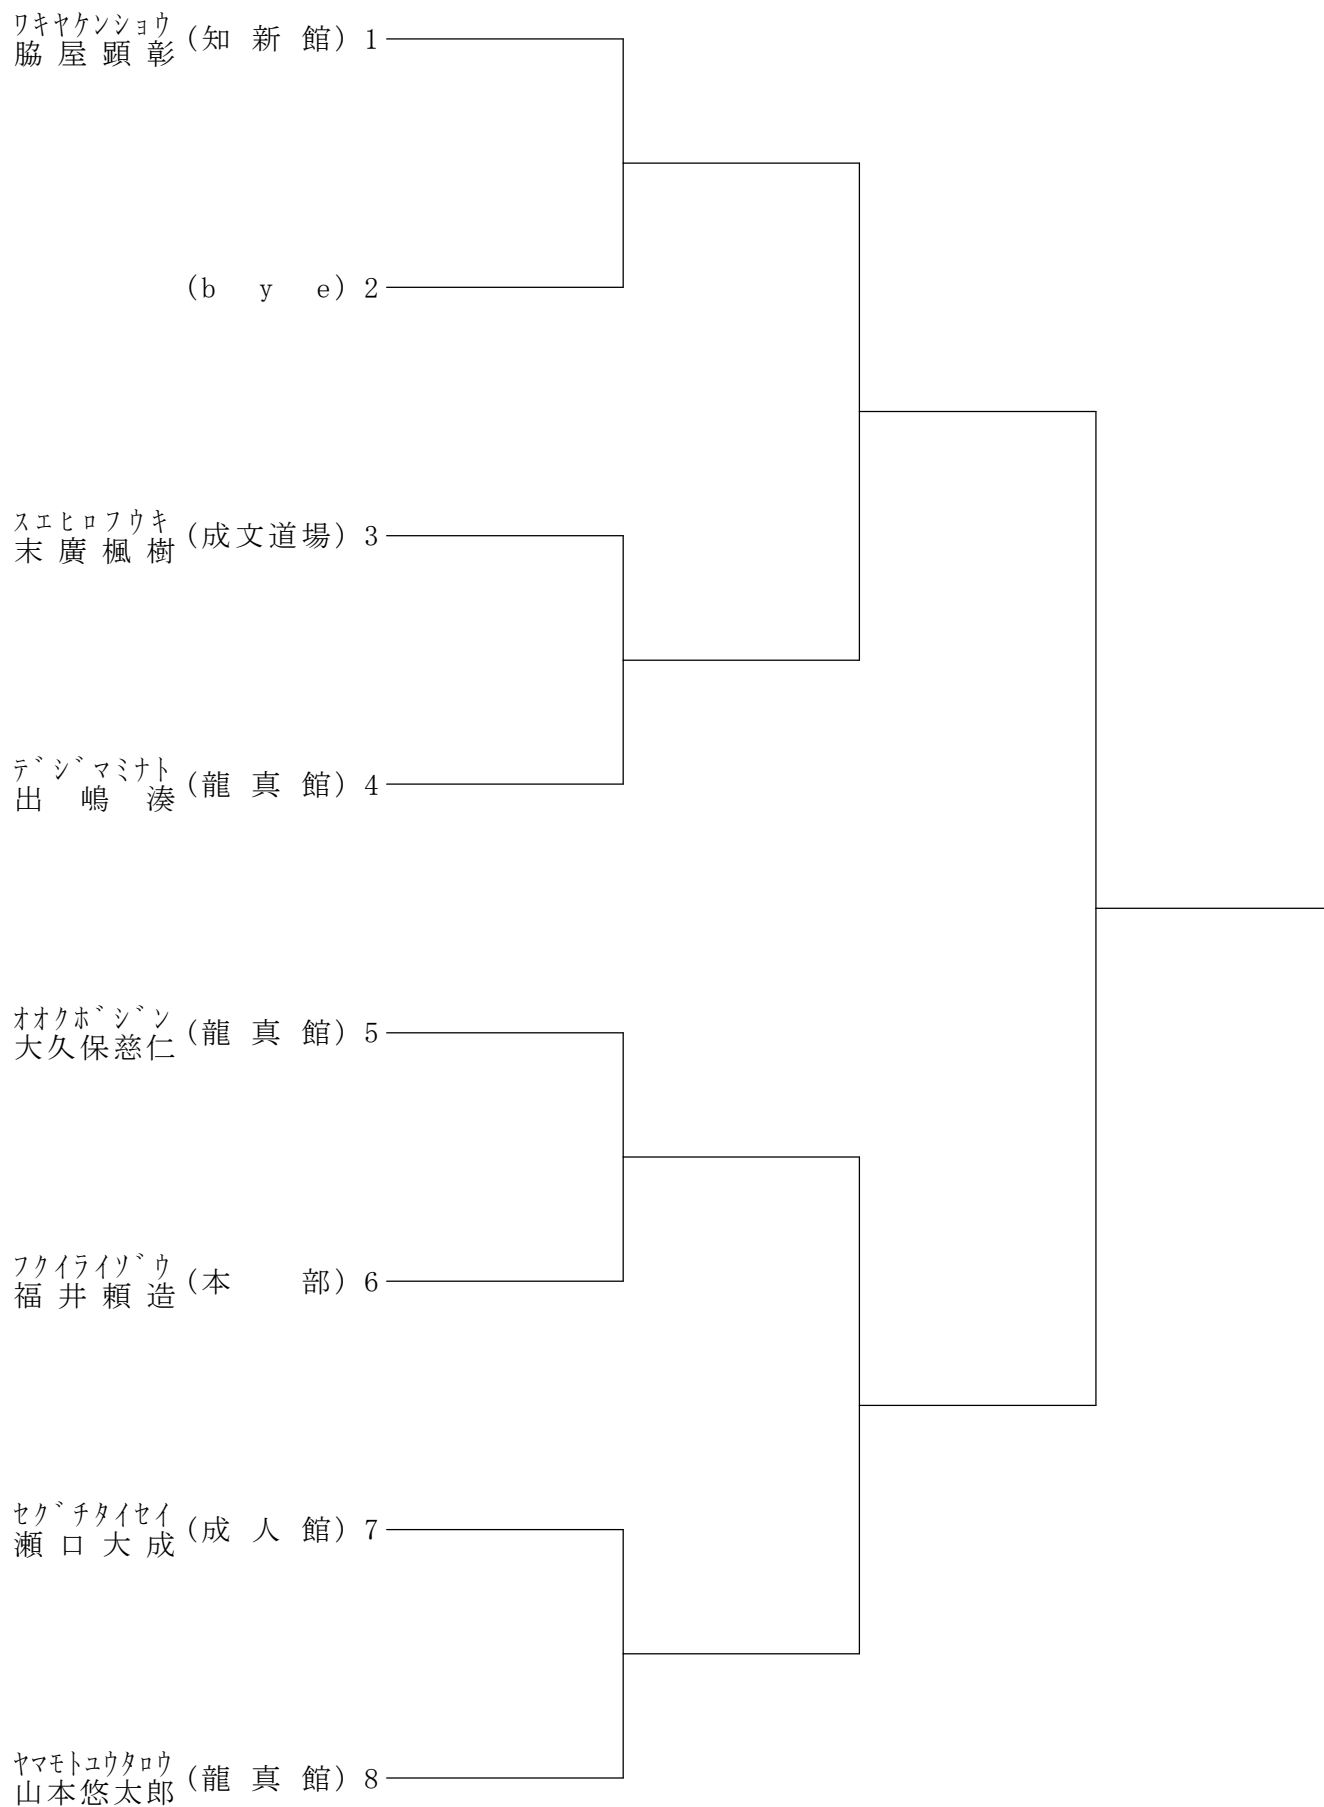 ワキヤケンショウ
脇屋顕彰 (知新館) 1
(bye) 2
スエヒロフウキ
末廣楓樹 (成文道場) 3
デジマミナト
出嶋湊 (龍真館) 4
オオクボジン
大久保慈仁 (龍真館) 5
フクイライゾウ
福井頼造 (本部) 6
セグチタイセイ
瀬口大成 (成人館) 7
ヤマモトユウタロウ
山本悠太郎 (龍真館) 8